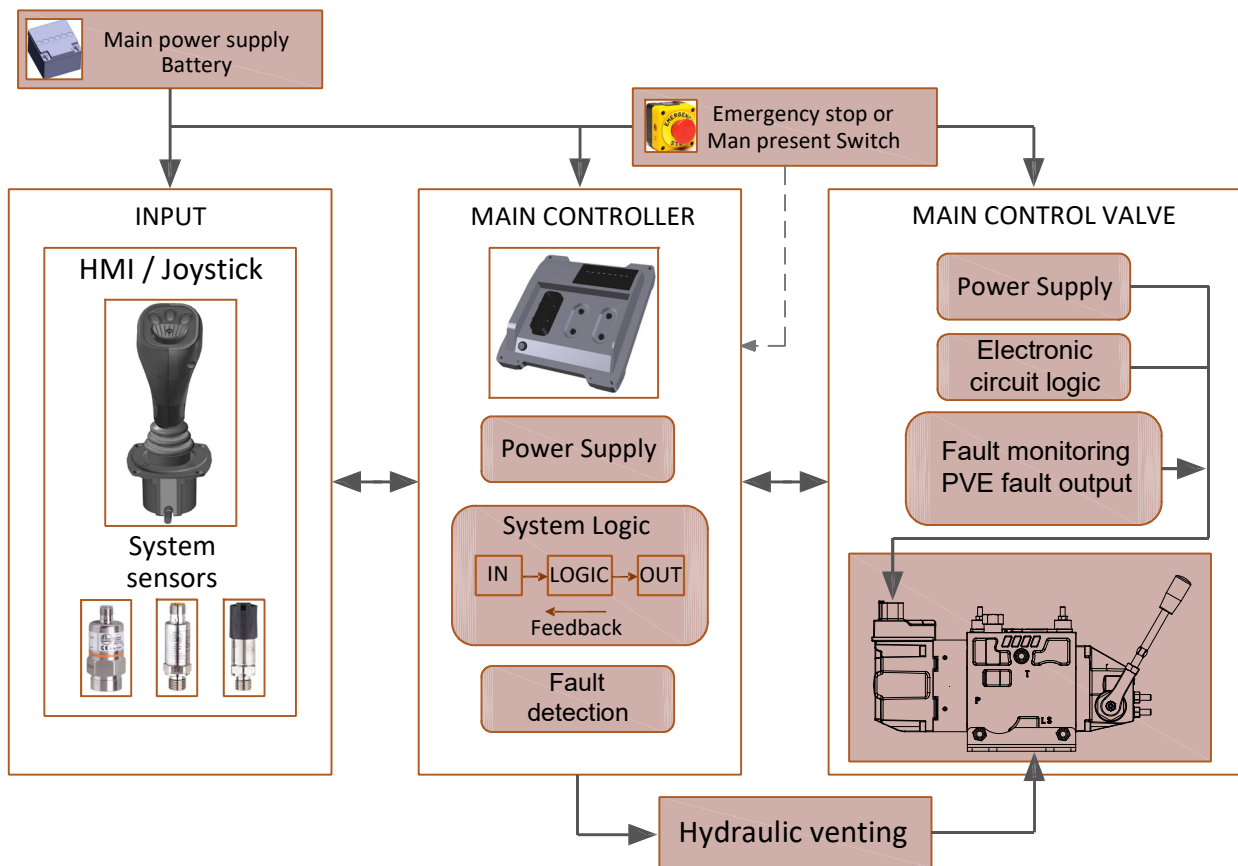 Main power supply
Battery
EMERGENCY
Emergency stop or
Man present Switch
INPUT
HMI / Joystick
System
sensors
MAIN CONTROLLER
Power Supply
System Logic
IN
LOGIC
OUT
Feedback
Fault
detection
MAIN CONTROL VALVE
Power Supply
Electronic
circuit logic
Fault monitoring
PVE fault output
P
T
LS
Hydraulic venting